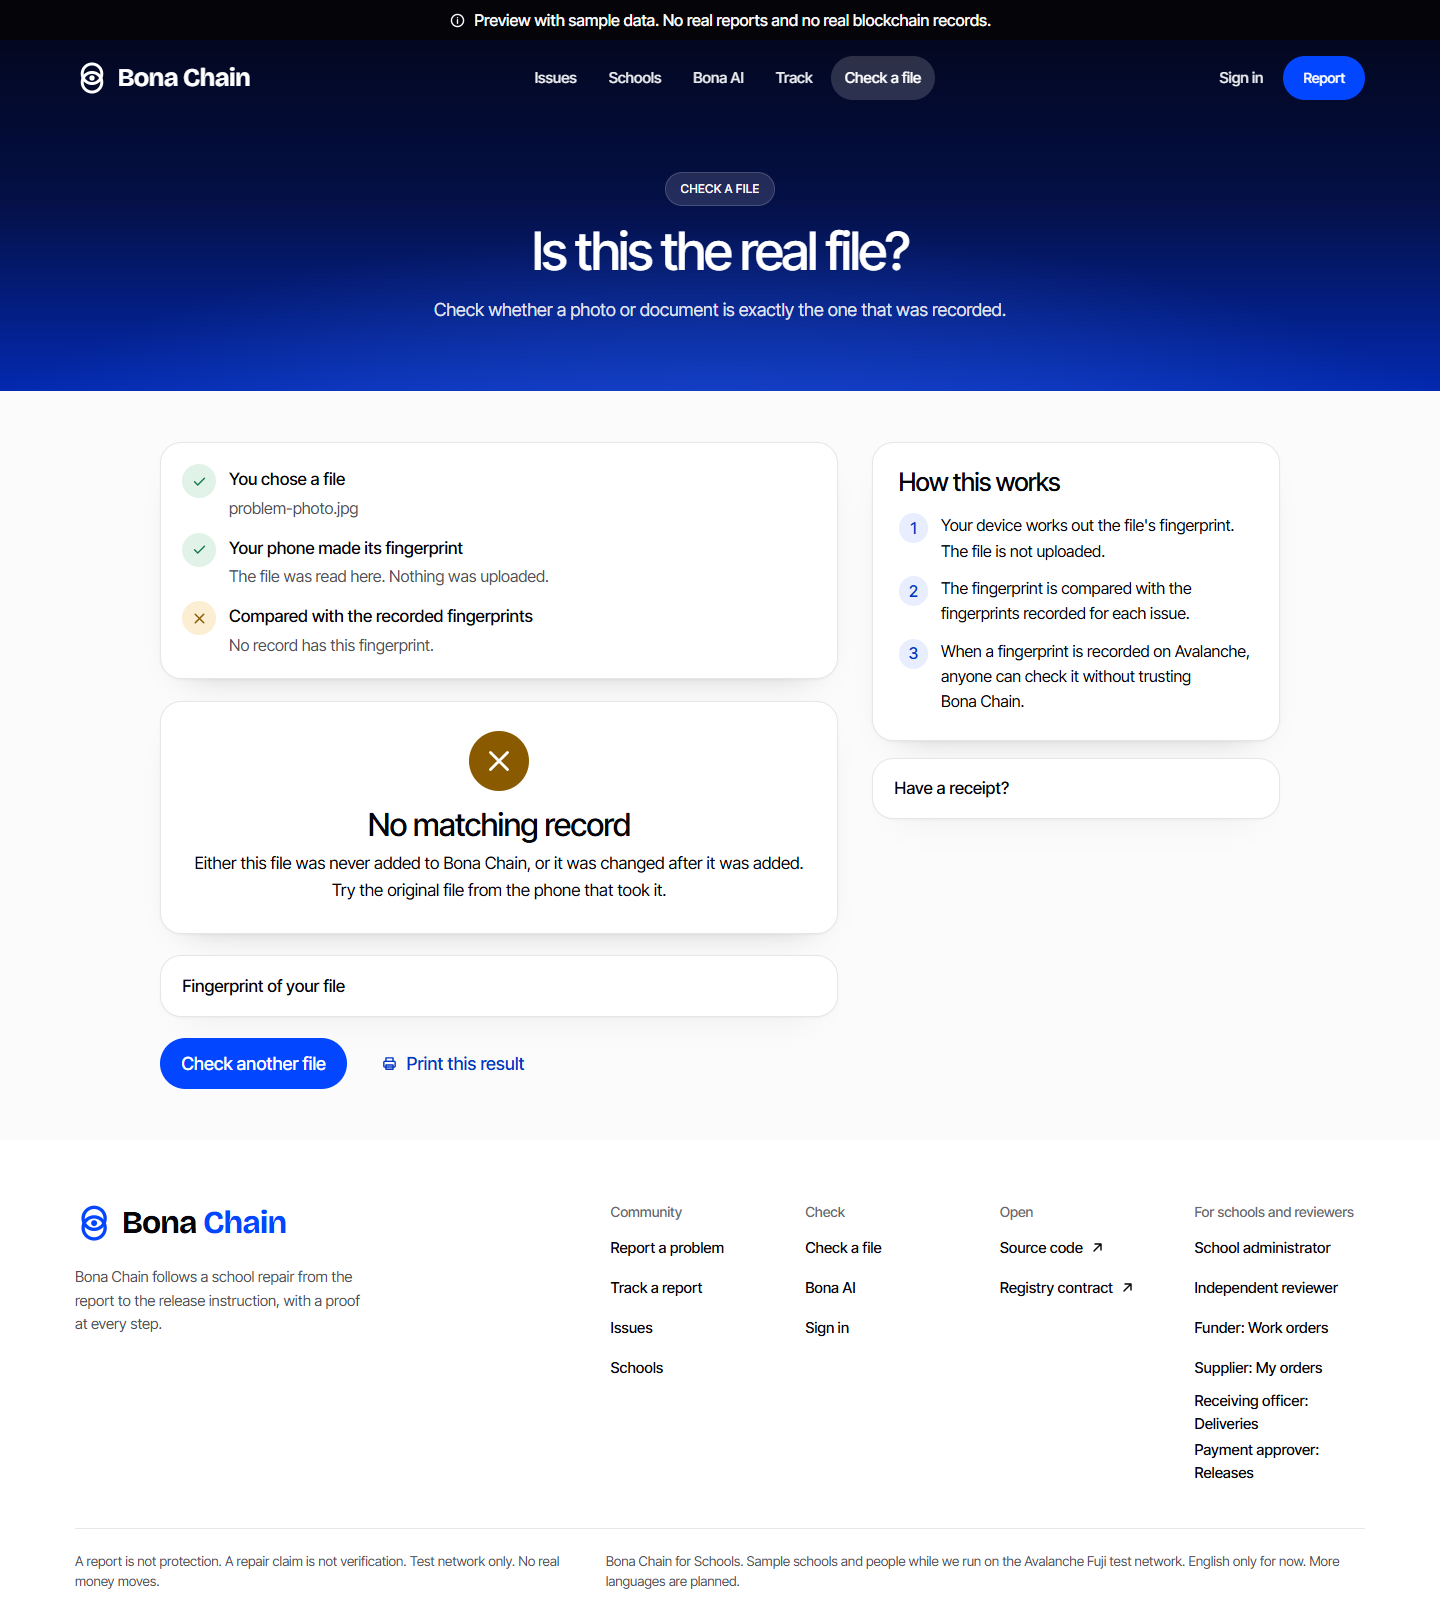 Preview with sample data. No real reports and no real blockchain records.
Bona Chain
Issues
Schools
Bona AI
Track
Check a file
Sign in
Report
CHECK A FILE
Is this the real file?
Check whether a photo or document is exactly the one that was recorded.
You chose a file
problem-photo.jpg
Your phone made its fingerprint
The file was read here. Nothing was uploaded.
Compared with the recorded fingerprints
No record has this fingerprint.
No matching record
Either this file was never added to Bona Chain, or it was changed after it was added.
Try the original file from the phone that took it.
Fingerprint of your file
Check another file
Print this result
How this works
1
Your device works out the file's fingerprint.
The file is not uploaded.
2
The fingerprint is compared with the
fingerprints recorded for each issue.
3
When a fingerprint is recorded on Avalanche,
anyone can check it without trusting
Bona Chain.
Have a receipt?
Bona Chain
Bona Chain follows a school repair from the
report to the release instruction, with a proof
at every step.
Community
Report a problem
Track a report
Issues
Schools
Check
Check a file
Bona AI
Sign in
Open
Source code
Registry contract
For schools and reviewers
School administrator
Independent reviewer
Funder: Work orders
Supplier: My orders
Receiving officer:
Deliveries
Payment approver:
Releases
A report is not protection. A repair claim is not verification. Test network only. No real
money moves.
Bona Chain for Schools. Sample schools and people while we run on the Avalanche Fuji test network. English only for now. More
languages are planned.